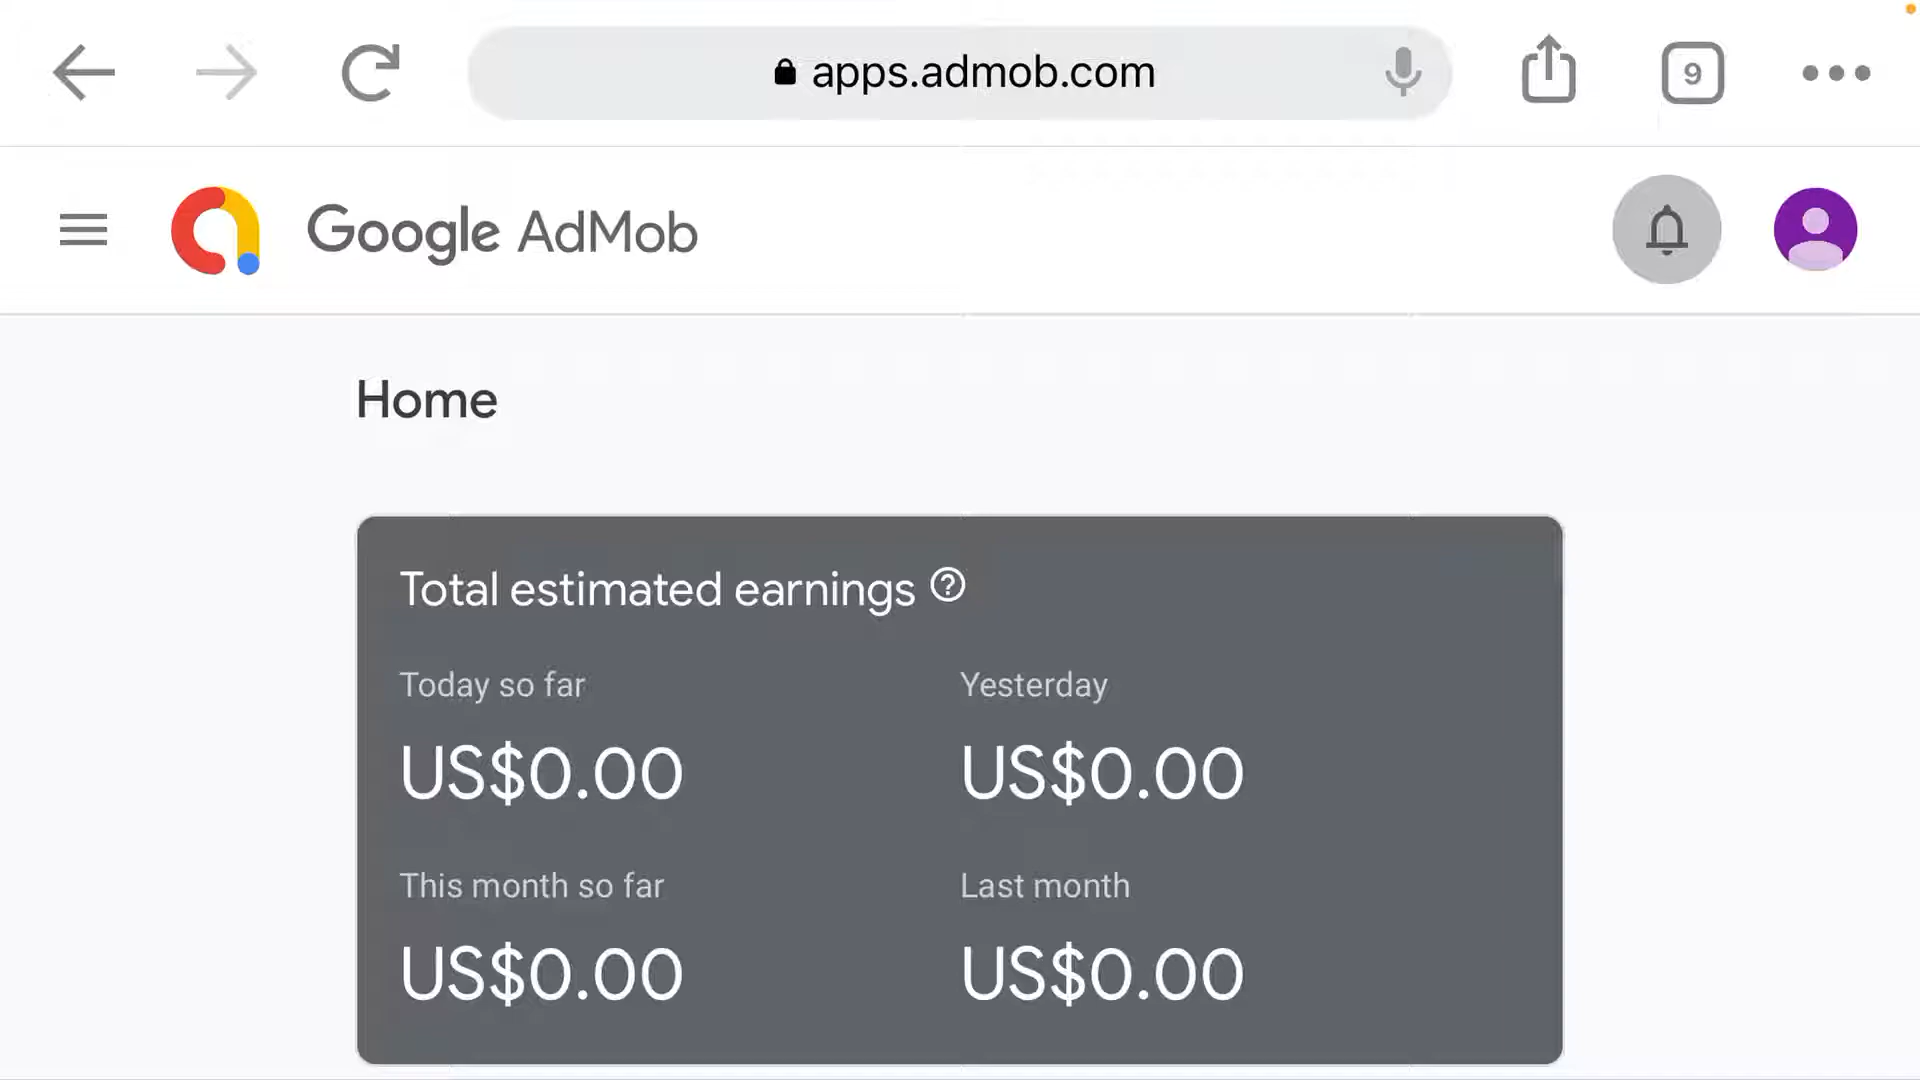 apps.admob.com
9
Google AdMob
Home
Total estimated earnings
Today so far
Yesterday
US$0.00
US$0.00
This month so far
Last month
US$0.00
US$0.00